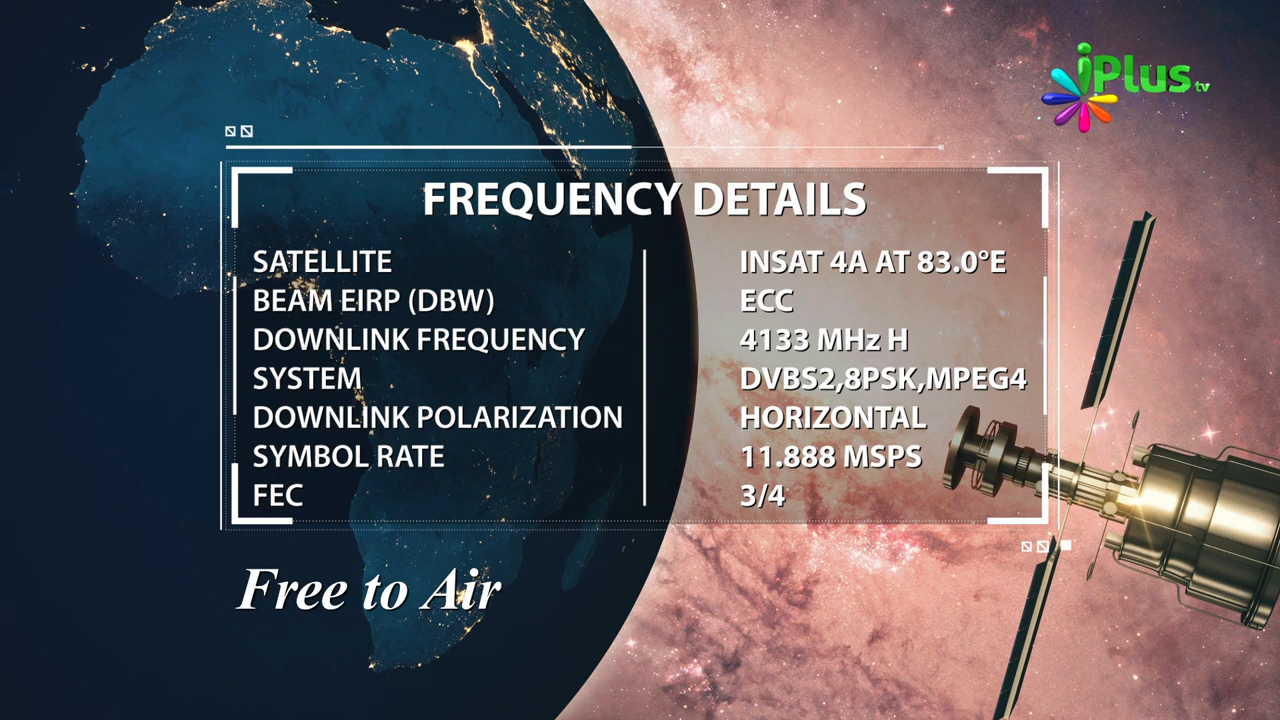 iPlus tv
FREQUENCY DETAILS
SATELLITE INSAT 4A AT 83.0°E
BEAM EIRP (DBW) ECC
DOWNLINK FREQUENCY 4133 MHz H
SYSTEM DVBS2,8PSK,MPEG4
DOWNLINK POLARIZATION HORIZONTAL
SYMBOL RATE 11.888 MSPS
FEC 3/4
Free to Air